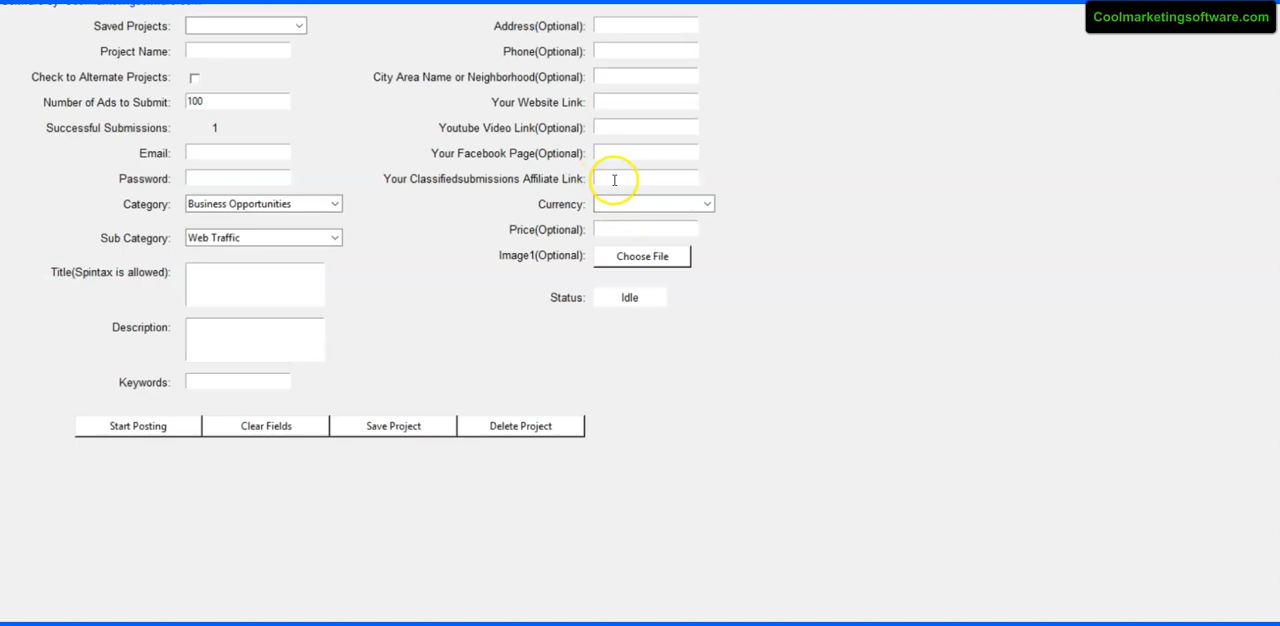 Coolmarketingsoftware.com
Saved Projects:
Project Name:
Check to Alternate Projects:
Number of Ads to Submit: 100
Successful Submissions: 1
Email:
Password:
Category: Business Opportunities
Sub Category: Web Traffic
Title(Spintax is allowed):
Description:
Keywords:
Address(Optional):
Phone(Optional):
City Area Name or Neighborhood(Optional):
Your Website Link:
Youtube Video Link(Optional):
Your Facebook Page(Optional):
Your Classifiedsubmissions Affiliate Link:
Currency:
Price(Optional):
Image1(Optional): Choose File
Status: Idle
Start Posting Clear Fields Save Project Delete Project